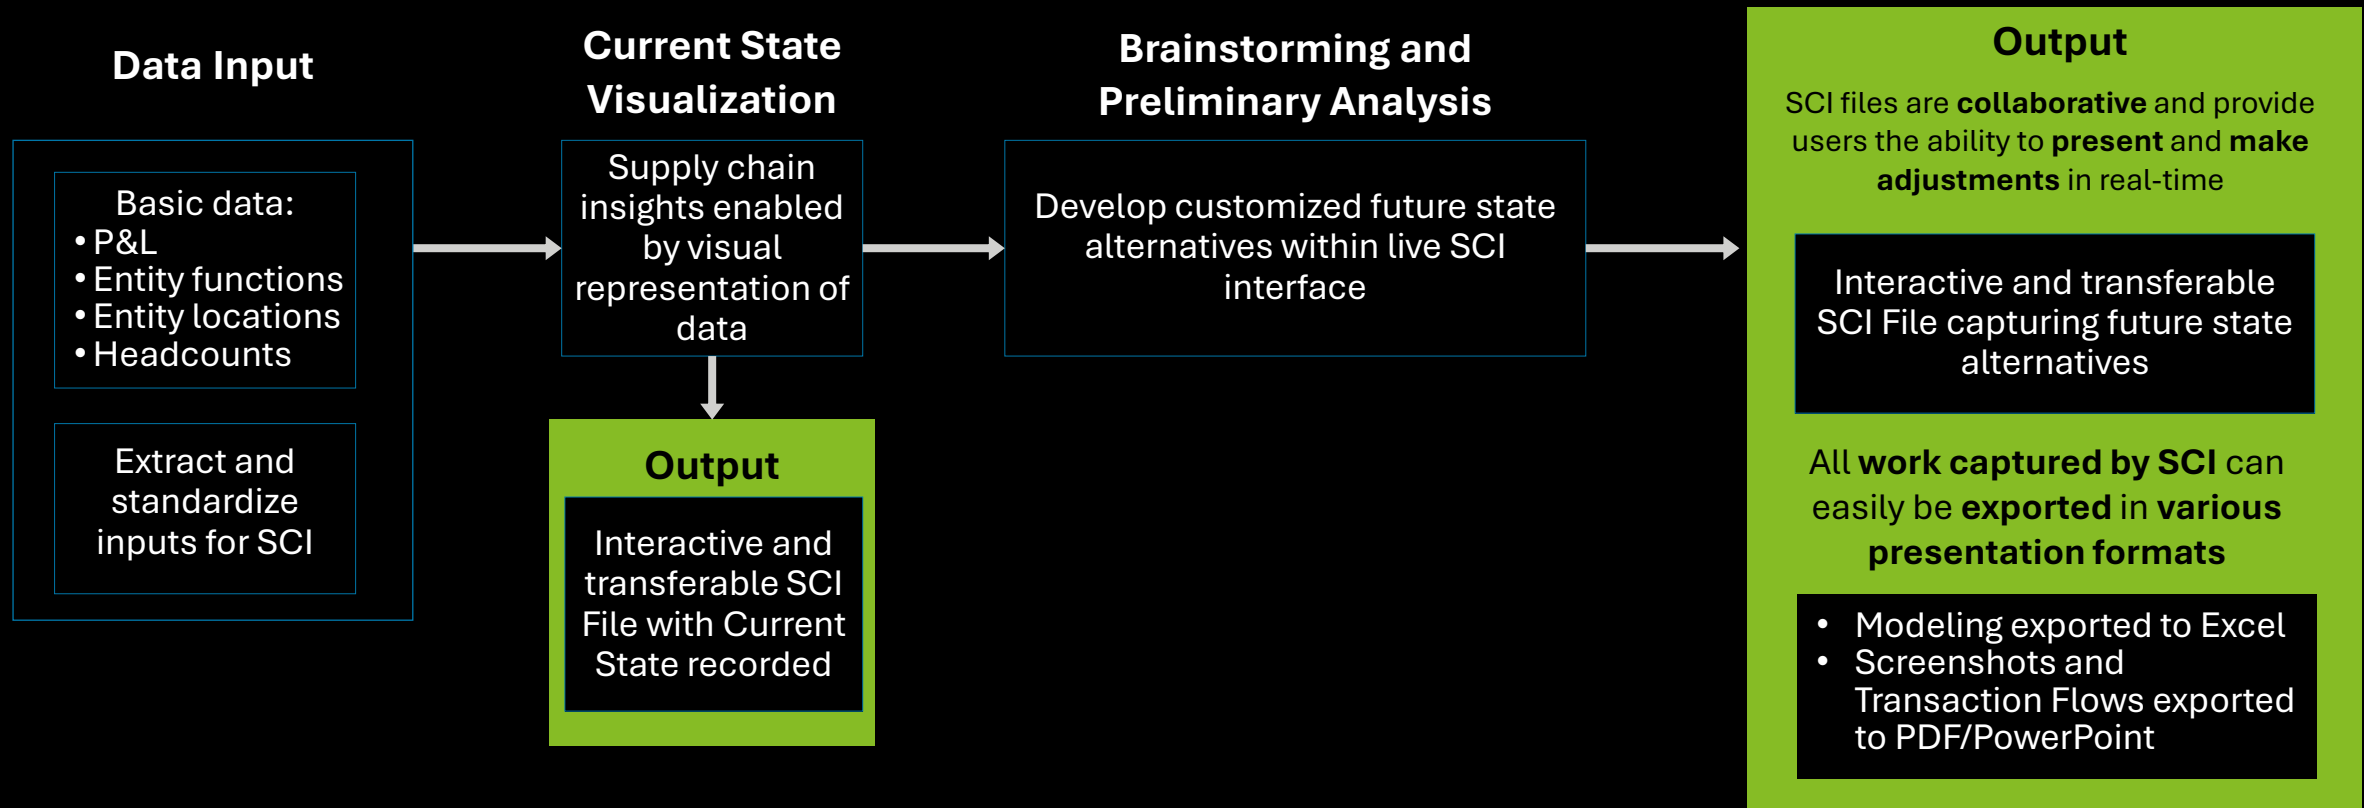 Data Input
Basic data:
• P&L
• Entity functions
• Entity locations
• Headcounts
Extract and
standardize
inputs for SCI
Current State
Visualization
Supply chain
insights enabled
by visual
representation of
data
Output
Interactive and
transferable SCI
File with Current
State recorded
Brainstorming and
Preliminary Analysis
Develop customized future state
alternatives within live SCI
interface
Output
SCI files are collaborative and provide
users the ability to present and make
adjustments in real-time
Interactive and transferable
SCI File capturing future state
alternatives
All work captured by SCI can
easily be exported in various
presentation formats
• Modeling exported to Excel
• Screenshots and
Transaction Flows exported
to PDF/PowerPoint